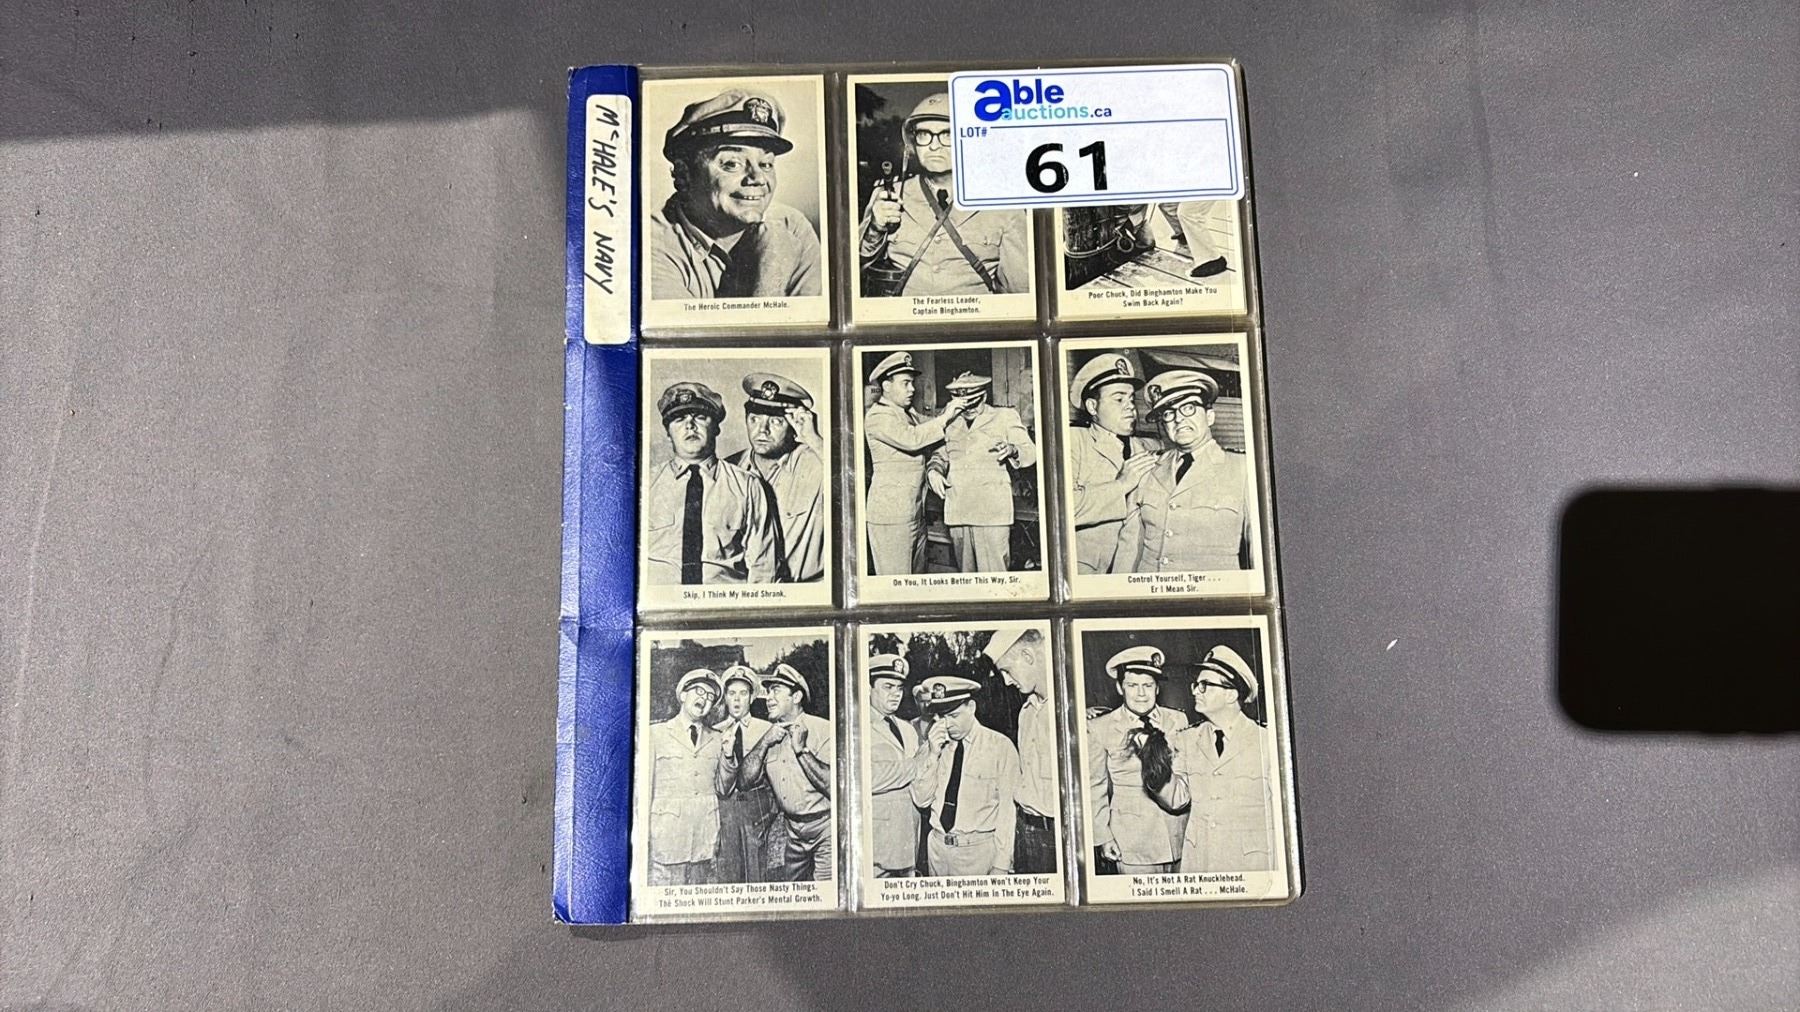 McHALE'S NAVY
able
auctions.ca
LOT#
61
The Heroic Commander McHale.
The Fearless Leader,
Captain Binghamton.
Poor Chuck, Did Binghamton Make You
Swim Back Again?
Skip, I Think My Head Shrank.
On You, It Looks Better This Way, Sir.
Control Yourself, Tiger . . .
Er I Mean Sir.
Sir, You Shouldn't Say Those Nasty Things.
The Shock Will Stunt Parker's Mental Growth.
Don't Cry Chuck, Binghamton Won't Keep Your
Yo-yo Long. Just Don't Hit Him In The Eye Again.
No, It's Not A Rat Knucklehead.
I Said I Smell A Rat . . . McHale.